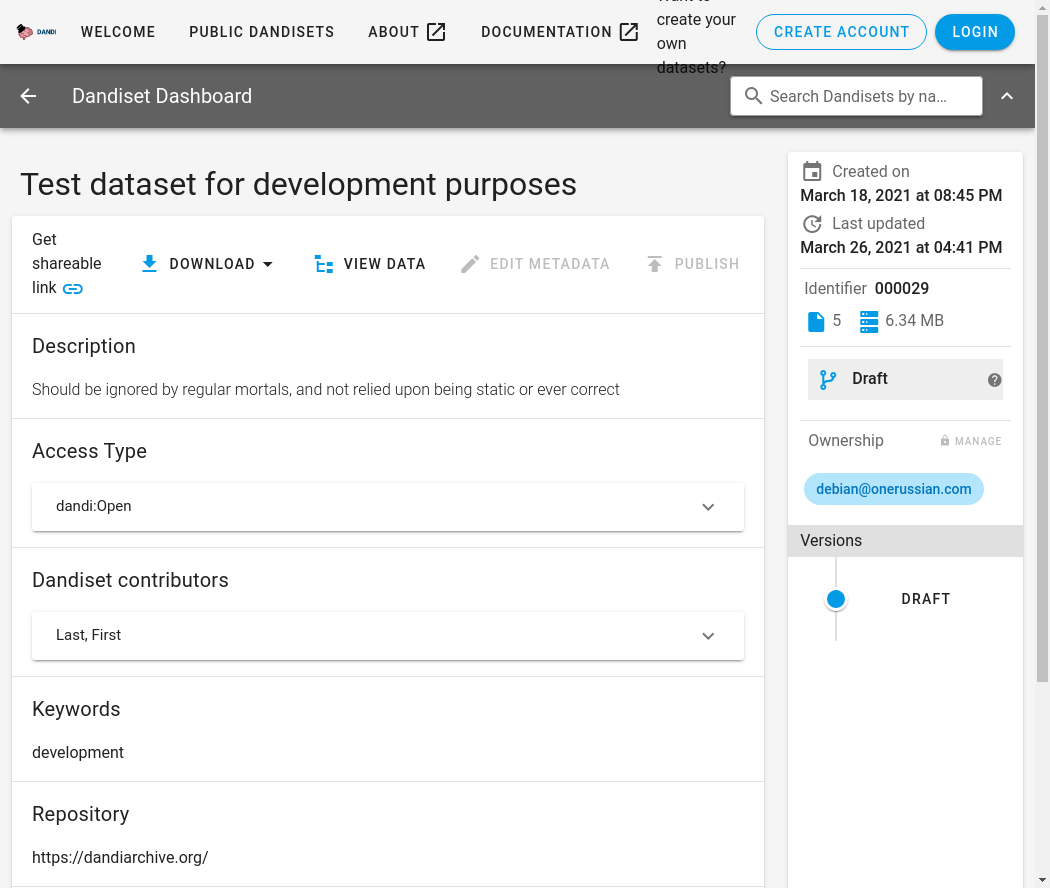 DANDI
WELCOME
PUBLIC DANDISETS
ABOUT
DOCUMENTATION
create your
own
datasets?
CREATE ACCOUNT
LOGIN
Dandiset Dashboard
Search Dandisets by na...
Test dataset for development purposes
Get
shareable
link
DOWNLOAD
VIEW DATA
EDIT METADATA
PUBLISH
Description
Should be ignored by regular mortals, and not relied upon being static or ever correct
Access Type
dandi:Open
Dandiset contributors
Last, First
Keywords
development
Repository
https://dandiarchive.org/
Created on
March 18, 2021 at 08:45 PM
Last updated
March 26, 2021 at 04:41 PM
Identifier 000029
5 6.34 MB
Draft
Ownership
MANAGE
debian@onerussian.com
Versions
DRAFT